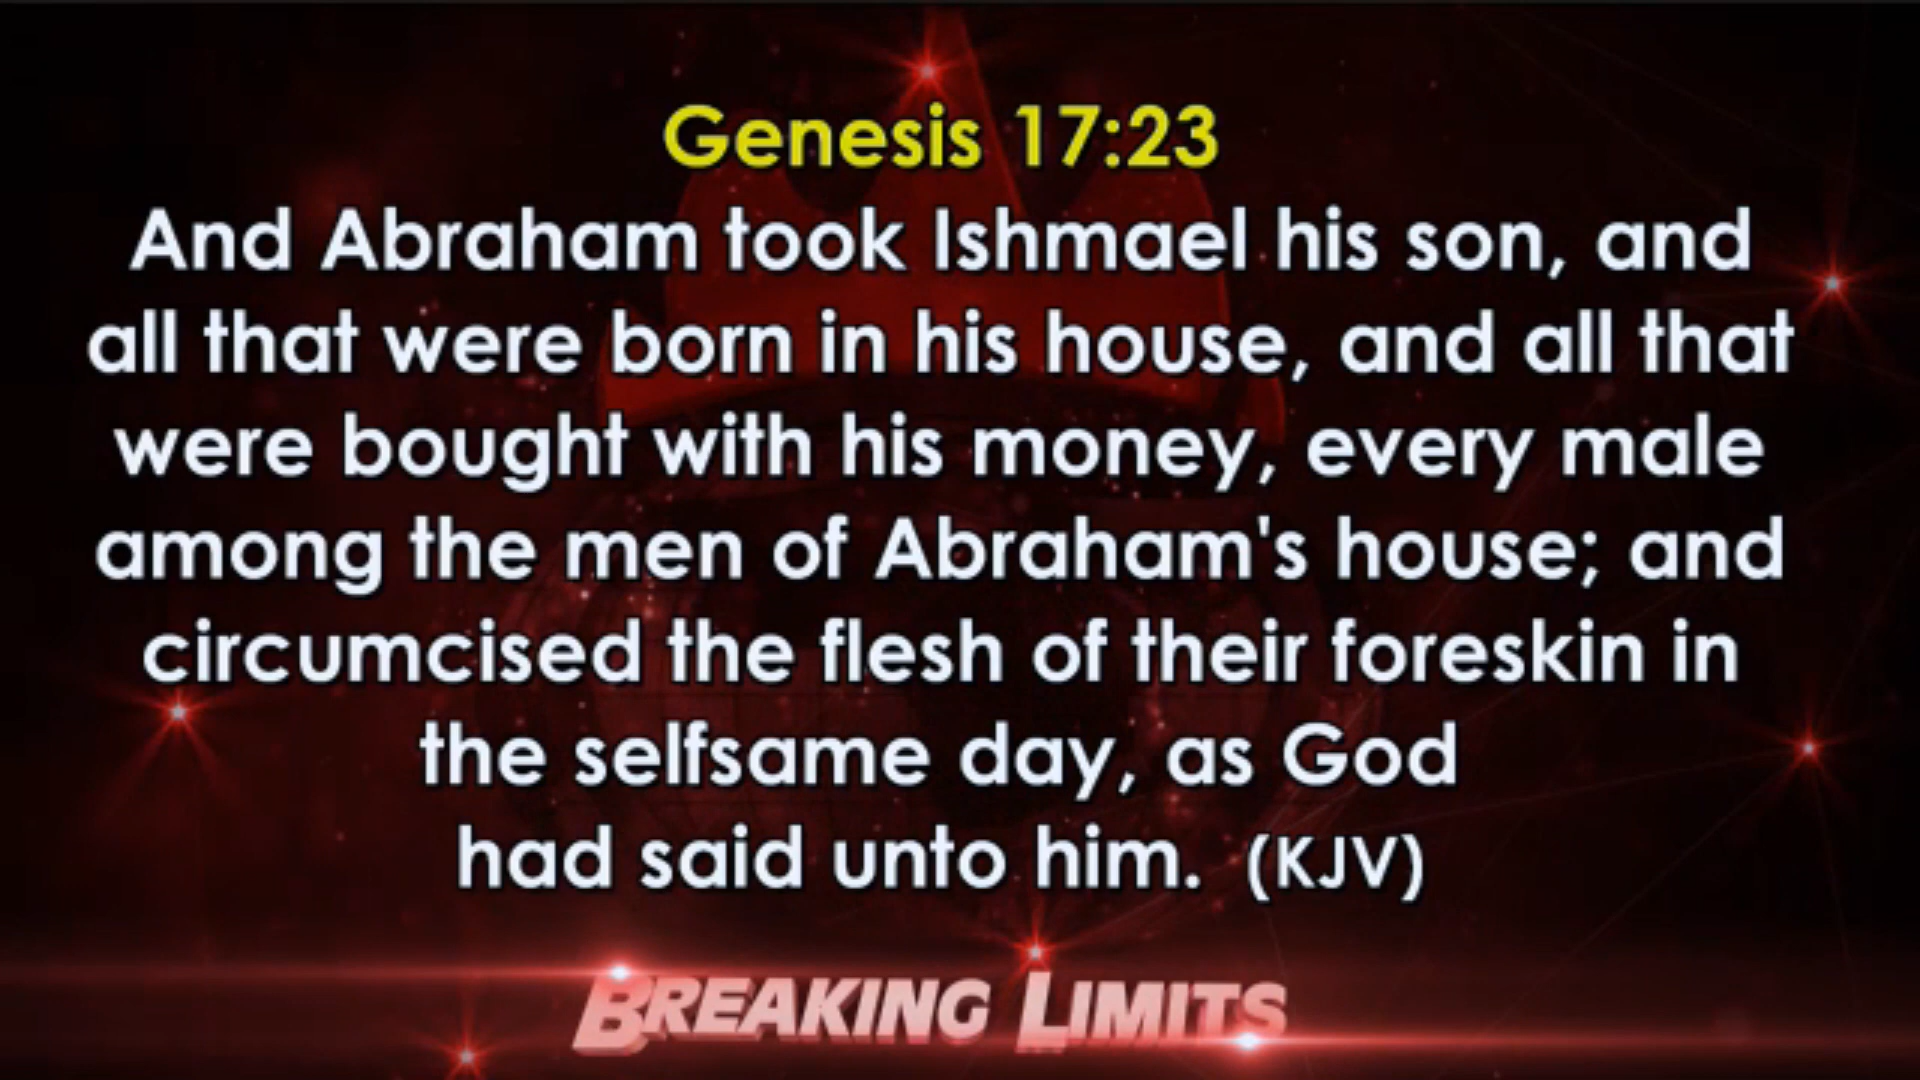 Genesis 17:23
And Abraham took Ishmael his son, and
all that were born in his house, and all that
were bought with his money, every male
among the men of Abraham's house; and
circumcised the flesh of their foreskin in
the selfsame day, as God
had said unto him. (KJV)
BREAKING LIMITS